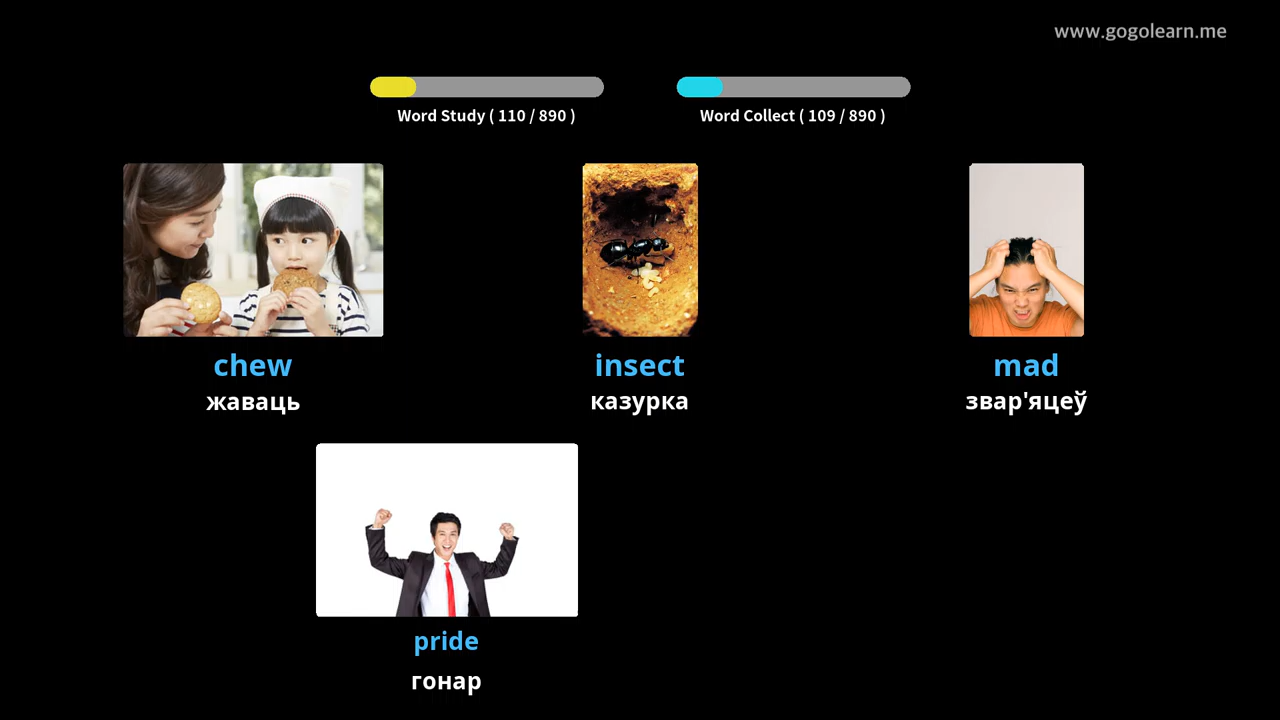 www.gogolearn.me
Word Study ( 110 / 890 )
Word Collect ( 109 / 890 )
chew
insect
mad
жаваць
казурка
звар'яцеў
pride
гонар